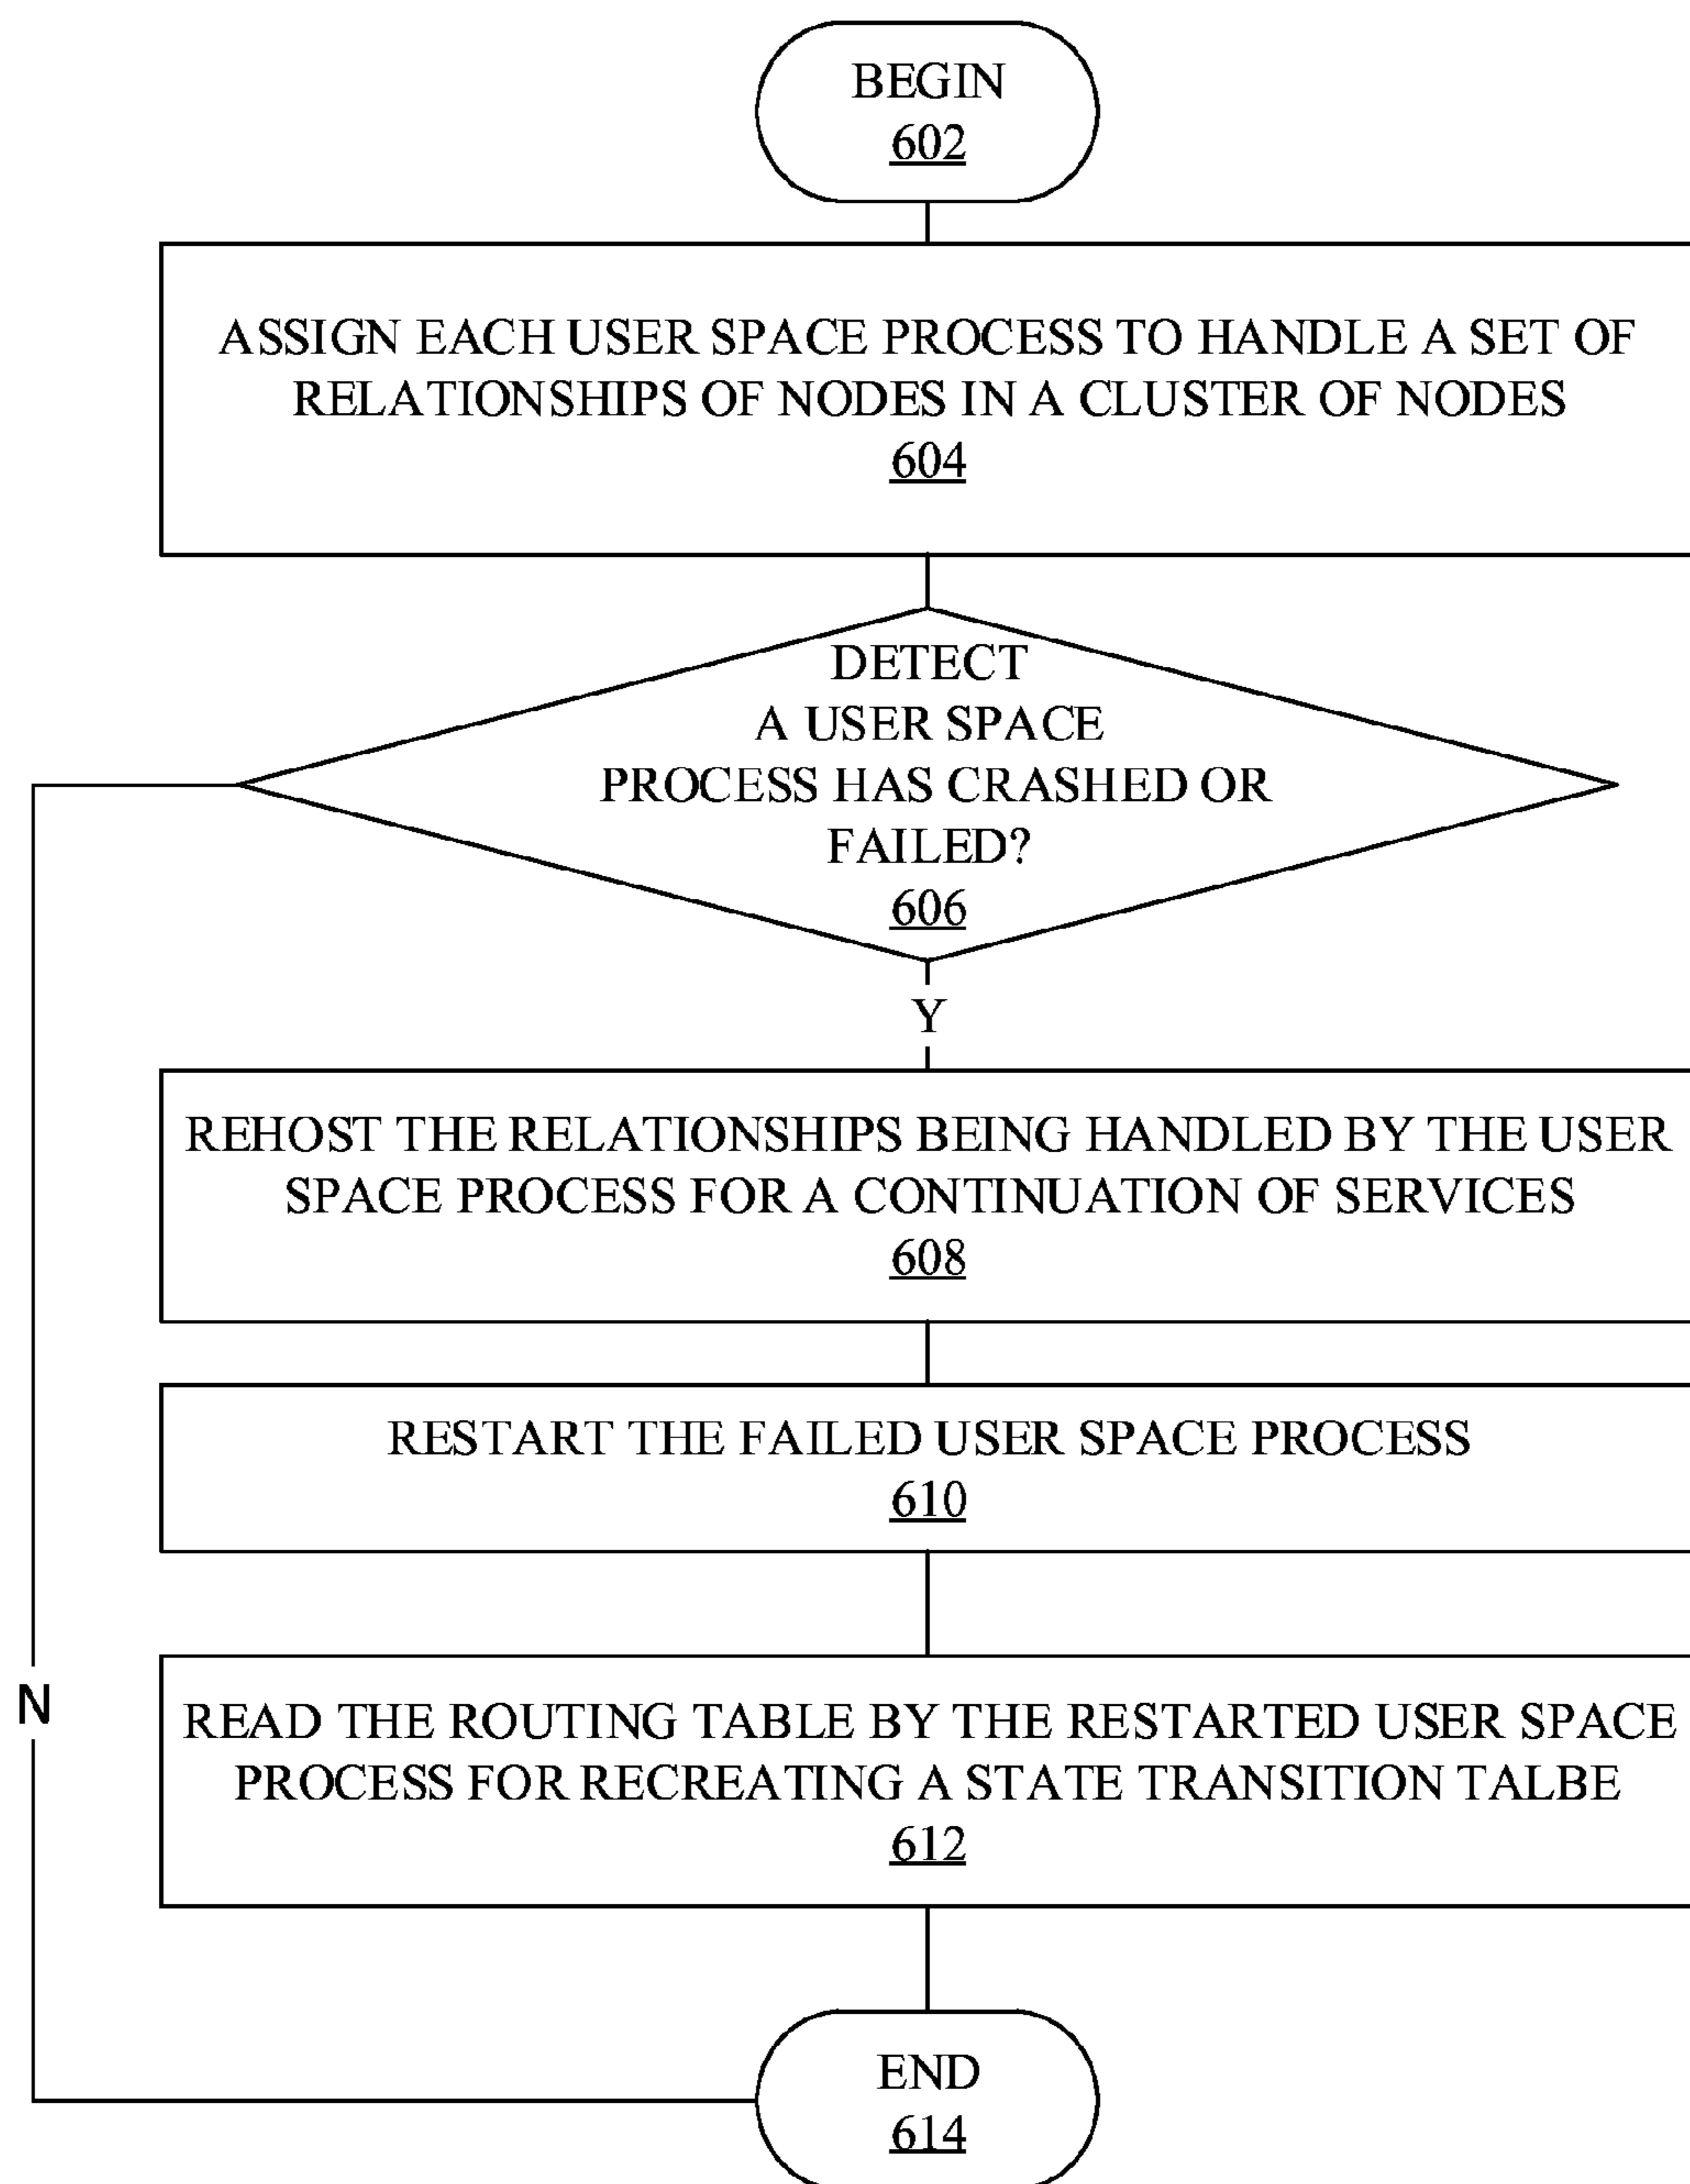 BEGIN
602
ASSIGN EACH USER SPACE PROCESS TO HANDLE A SET OF
RELATIONSHIPS OF NODES IN A CLUSTER OF NODES
604
DETECT
A USER SPACE
PROCESS HAS CRASHED OR
FAILED?
606
Y
REHOST THE RELATIONSHIPS BEING HANDLED BY THE USER
SPACE PROCESS FOR A CONTINUATION OF SERVICES
608
RESTART THE FAILED USER SPACE PROCESS
610
N
READ THE ROUTING TABLE BY THE RESTARTED USER SPACE
PROCESS FOR RECREATING A STATE TRANSITION TALBE
612
END
614